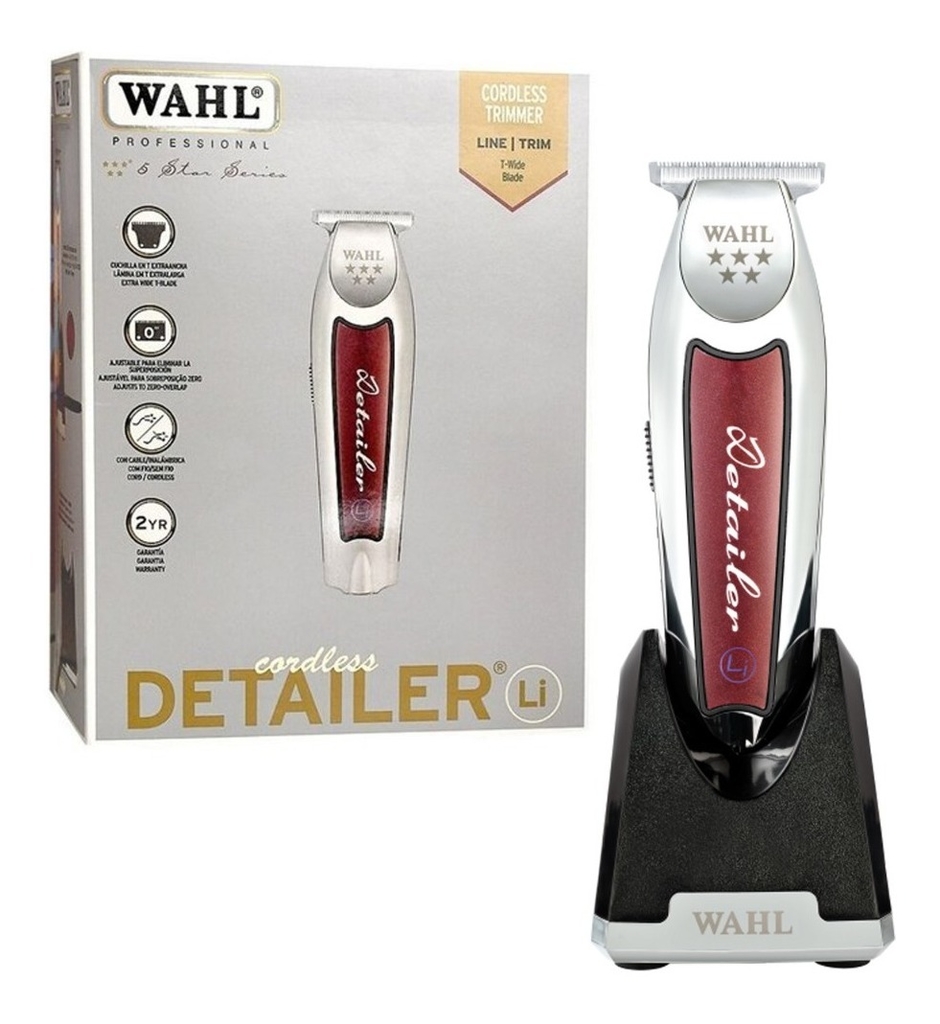 WAHL®
PROFESSIONAL
5 Star Series
CUCHILLA EN T EXTRAANCHA
LÂMINA EM T EXTRALARGA
EXTRA WIDE T-BLADE
0
AJUSTABLE PARA ELIMINAR LA
SUPERPOSICIÓN
AJUSTÁVEL PARA SOBREPOSIÇÃO ZERO
ADJUSTS TO ZERO-OVERLAP
CON CABLE/INALÁMBRICA
COM FIO/SEM FIO
CORD / CORDLESS
2YR
GARANTÍA
GARANTIA
WARRANTY
CORDLESS
TRIMMER
LINE | TRIM
T-Wide
Blade
WAHL
Detailer
Li
cordless
DETAILER® Li
WAHL
Detailer
Li
WAHL